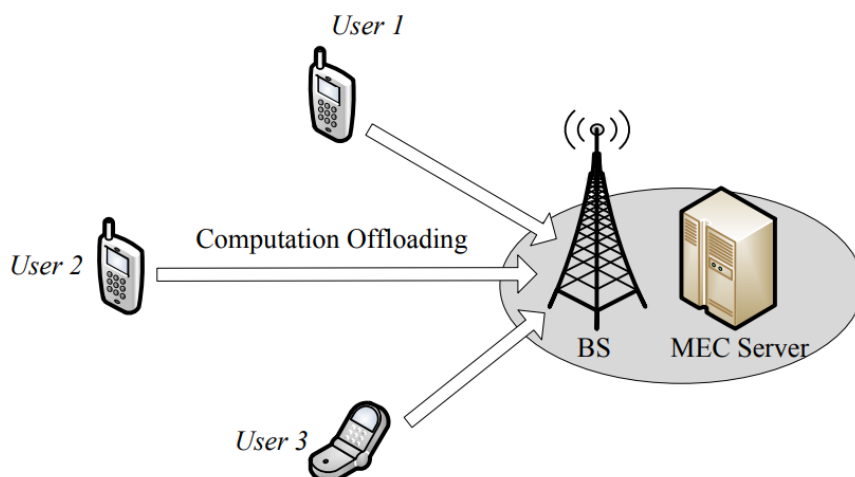 User 1
Computation Offloading
User 2
BS
MEC Server
User 3